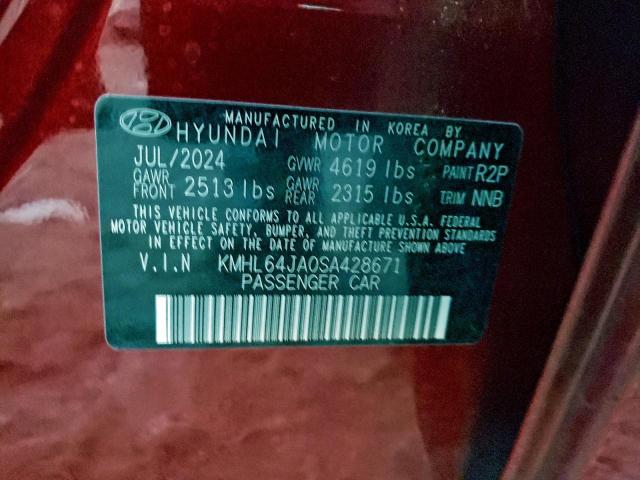 MANUFACTURED IN KOREA BY
HYUNDAI MOTOR COMPANY
JUL/2024 GVWR 4619 lbs PAINT R2P
GAWR FRONT 2513 lbs GAWR REAR 2315 lbs TRIM NNB
THIS VEHICLE CONFORMS TO ALL APPLICABLE U.S.A. FEDERAL
MOTOR VEHICLE SAFETY, BUMPER, AND THEFT PREVENTION STANDARDS
IN EFFECT ON THE DATE OF MANUFACTURE SHOWN ABOVE
V.I.N KMHL64JA0SA428671
PASSENGER CAR